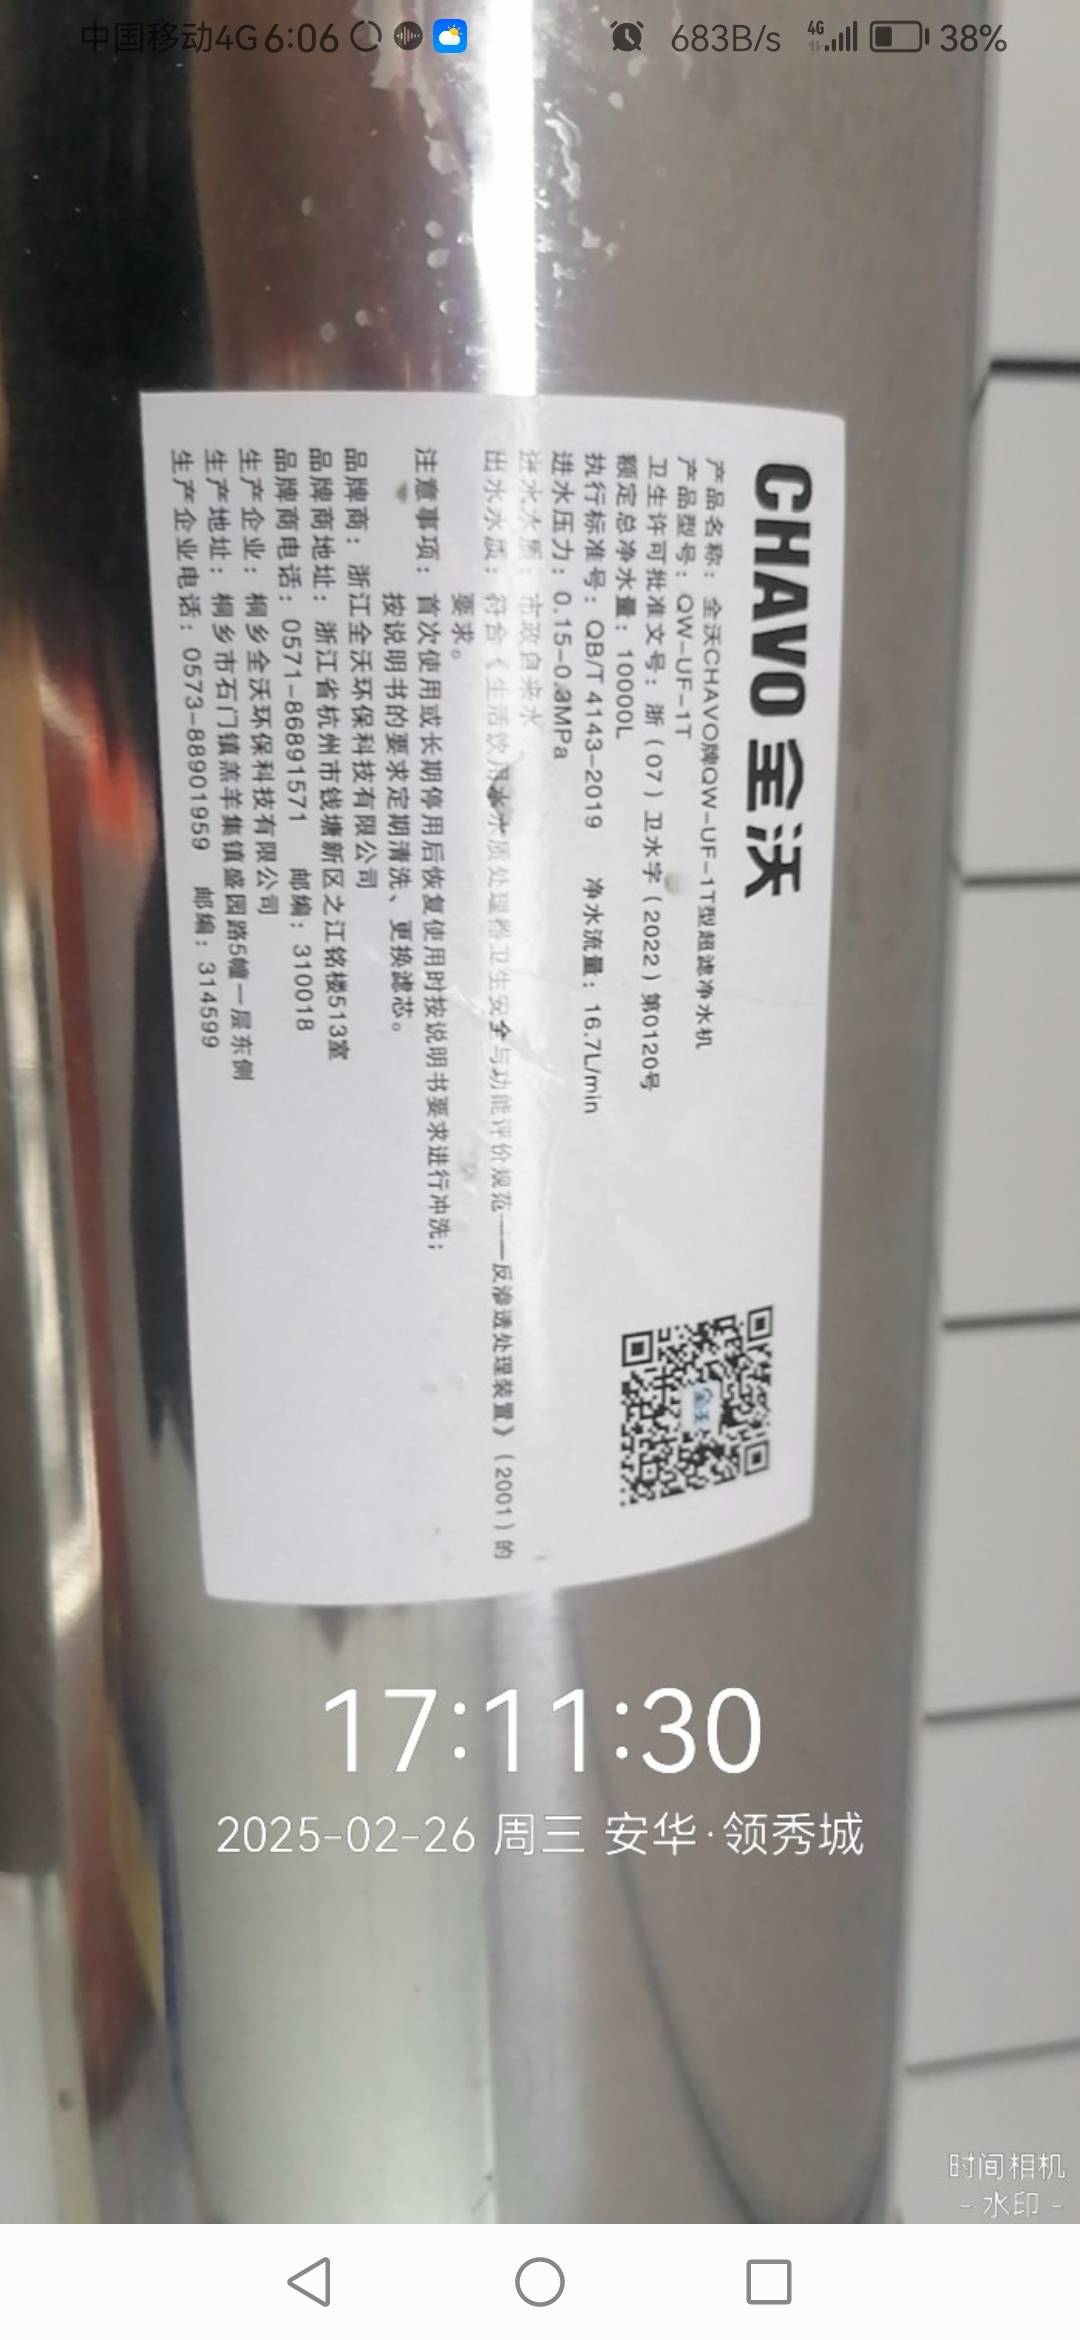 中国移动4G 6:06
683B/s 4G 38%
CHAVO 全沃
产品名称：全沃CHAVO牌QW-UF-1T型超滤净水机
产品型号：QW-UF-1T
卫生许可批准文号：浙（07）卫水字（2022）第0120号
额定总净水量：10000L
执行标准号：QB/T 4143-2019 净水流量：16.7L/min
进水压力：0.15-0.3MPa
进水水质：市政自来水
出水水质：符合《生活饮用水水质处理器卫生安全与功能评价规范——反渗透处理装置》（2001）的
要求。
注意事项：首次使用或长期停用后恢复使用时按说明书要求进行冲洗；
按说明书的要求定期清洗、更换滤芯。
品牌商：浙江全沃环保科技有限公司
品牌商地址：浙江省杭州市钱塘新区之江铭楼513室
品牌商电话：0571-86891571 邮编：310018
生产企业：桐乡全沃环保科技有限公司
生产地址：桐乡市石门镇羔羊集镇盛园路5幢一层东侧
生产企业电话：0573-88901959 邮编：314599
17:11:30
2025-02-26 周三 安华·领秀城
时间相机
- 水印 -